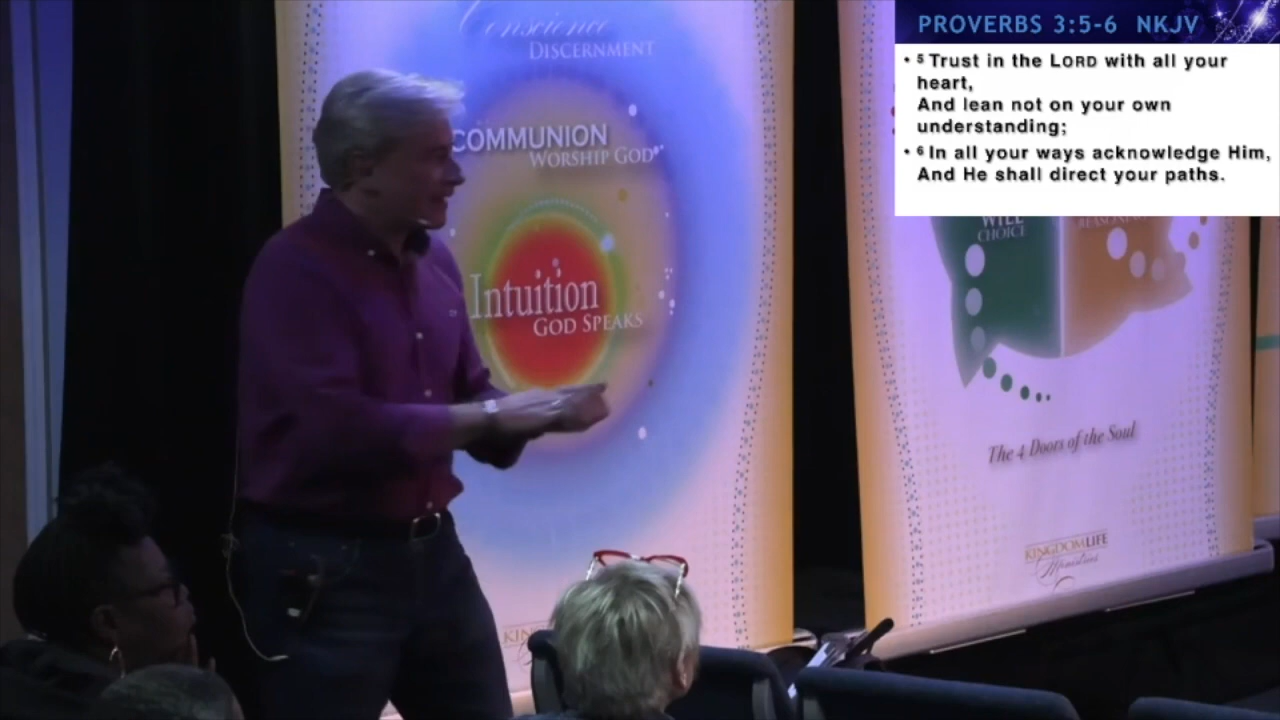 PROVERBS 3:5-6 NKJV
• ⁵ Trust in the LORD with all your
heart,
And lean not on your own
understanding;
• ⁶ In all your ways acknowledge Him,
And He shall direct your paths.
Conscience
DISCERNMENT
COMMUNION
WORSHIP GOD
Intuition
GOD SPEAKS
WILL
CHOICE
The 4 Doors of the Soul
KINGDOMLIFE
Ministries